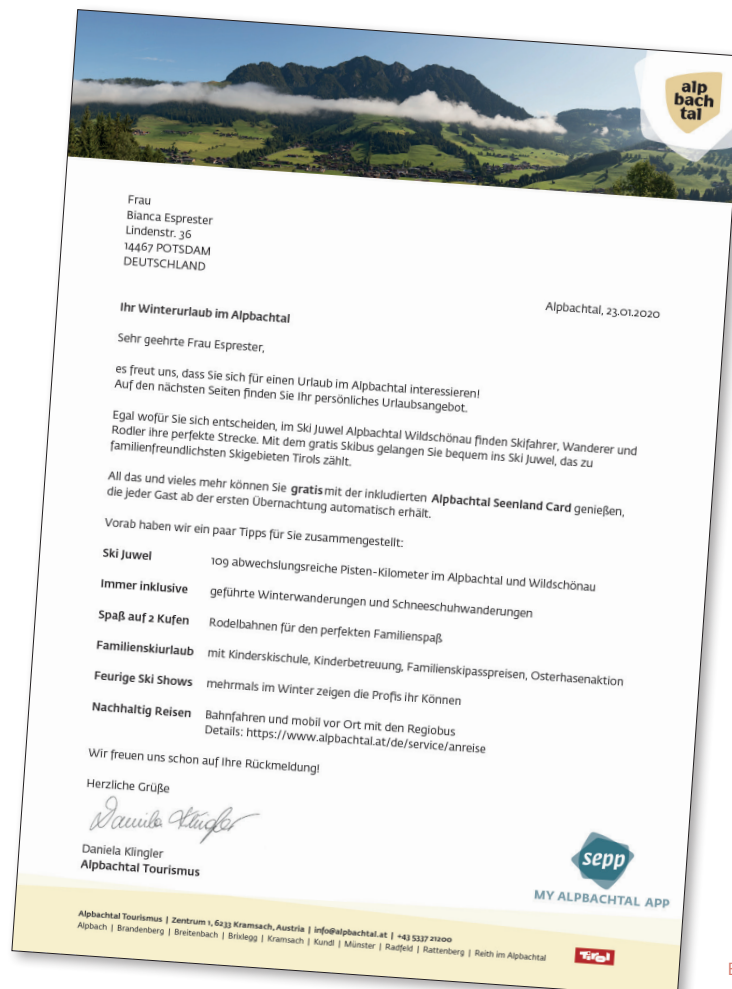 alp
bach
tal
Frau
Bianca Esprester
Lindenstr. 36
14467 POTSDAM
DEUTSCHLAND
Alpbachtal, 23.01.2020
Ihr Winterurlaub im Alpbachtal
Sehr geehrte Frau Esprester,
es freut uns, dass Sie sich für einen Urlaub im Alpbachtal interessieren!
Auf den nächsten Seiten finden Sie Ihr persönliches Urlaubsangebot.
Egal wofür Sie sich entscheiden, im Ski Juwel Alpbachtal Wildschönau finden Skifahrer, Wanderer und
Rodler ihre perfekte Strecke. Mit dem gratis Skibus gelangen Sie bequem ins Ski Juwel, das zu
familienfreundlichsten Skigebieten Tirols zählt.
All das und vieles mehr können Sie gratis mit der inkludierten Alpbachtal Seenland Card genießen,
die jeder Gast ab der ersten Übernachtung automatisch erhält.
Vorab haben wir ein paar Tipps für Sie zusammengestellt:
Ski Juwel 109 abwechslungsreiche Pisten-Kilometer im Alpbachtal und Wildschönau
Immer inklusive geführte Winterwanderungen und Schneeschuhwanderungen
Spaß auf 2 Kufen Rodelbahnen für den perfekten Familienspaß
Familienskiurlaub mit Kinderskischule, Kinderbetreuung, Familienskipasspreisen, Osterhasenaktion
Feurige Ski Shows mehrmals im Winter zeigen die Profis ihr Können
Nachhaltig Reisen Bahnfahren und mobil vor Ort mit den Regiobus
Details: https://www.alpbachtal.at/de/service/anreise
Wir freuen uns schon auf Ihre Rückmeldung!
Herzliche Grüße
Daniela Klingler
Daniela Klingler
Alpbachtal Tourismus
sepp
MY ALPBACHTAL APP
Alpbachtal Tourismus | Zentrum 1, 6233 Kramsach, Austria | info@alpbachtal.at | +43 5337 21200
Alpbach | Brandenberg | Breitenbach | Brixlegg | Kramsach | Kundl | Münster | Radfeld | Rattenberg | Reith im Alpbachtal
Tirol